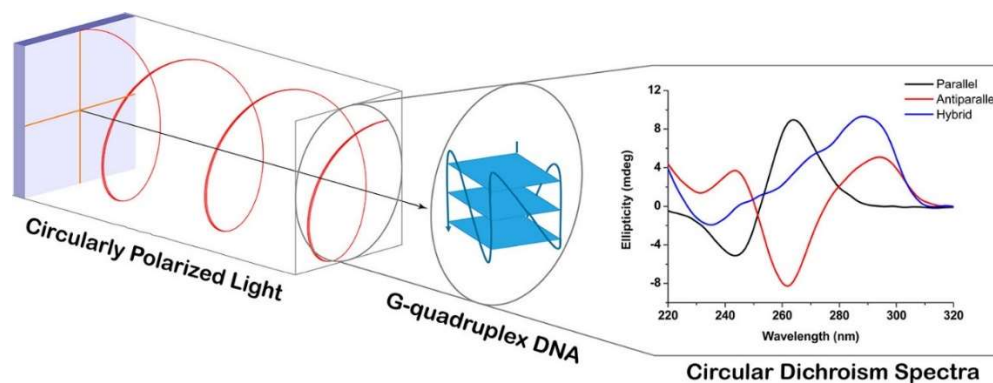 Circularly Polarized Light
G-quadruplex DNA
Parallel
Antiparallel
Hybrid
Ellipticity (mdeg)
12
8
4
0
-4
-8
220
240
260
280
300
320
Wavelength (nm)
Circular Dichroism Spectra